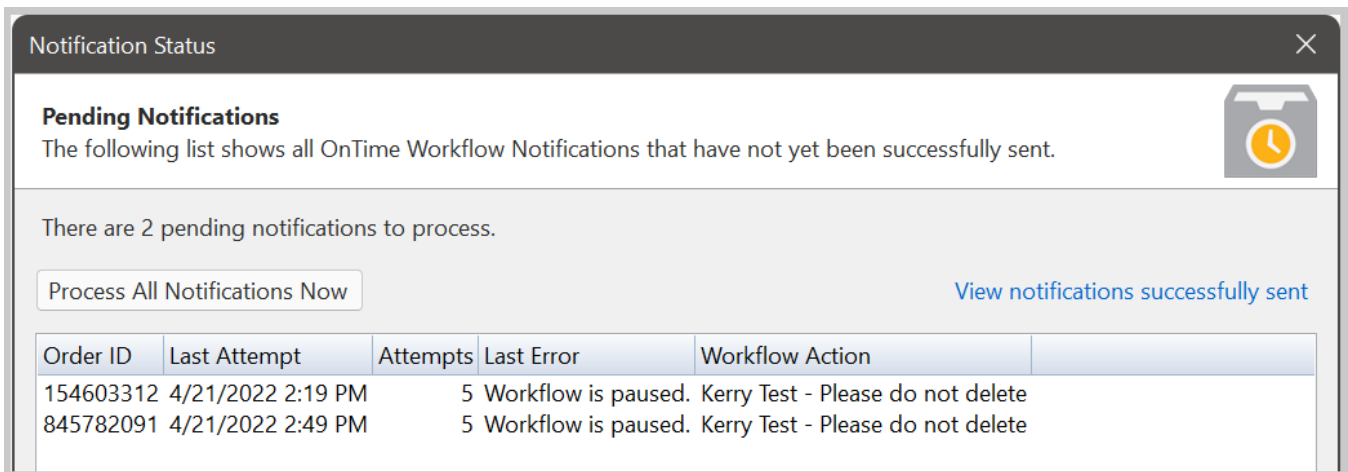 Notification Status
Pending Notifications
The following list shows all OnTime Workflow Notifications that have not yet been successfully sent.
There are 2 pending notifications to process.
Process All Notifications Now View notifications successfully sent
Order ID Last Attempt Attempts Last Error Workflow Action
154603312 4/21/2022 2:19 PM 5 Workflow is paused. Kerry Test - Please do not delete
845782091 4/21/2022 2:49 PM 5 Workflow is paused. Kerry Test - Please do not delete